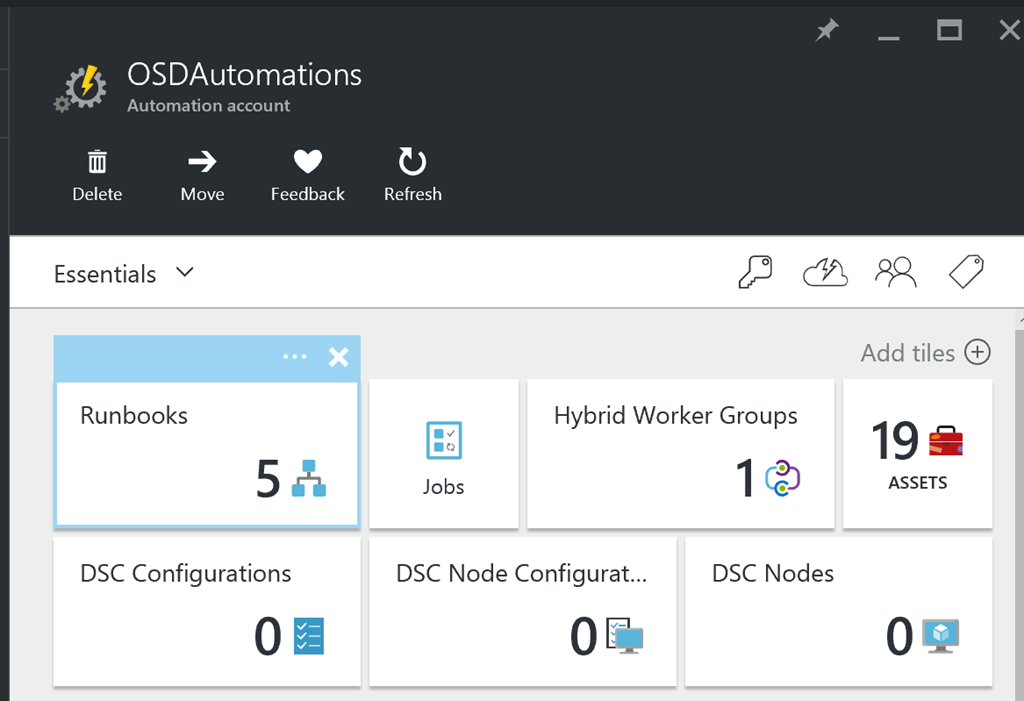 OSDAutomations
Automation account
Delete Move Feedback Refresh
Essentials
Add tiles
Runbooks
5
Jobs
Hybrid Worker Groups
1
19
ASSETS
DSC Configurations
0
DSC Node Configurat...
0
DSC Nodes
0